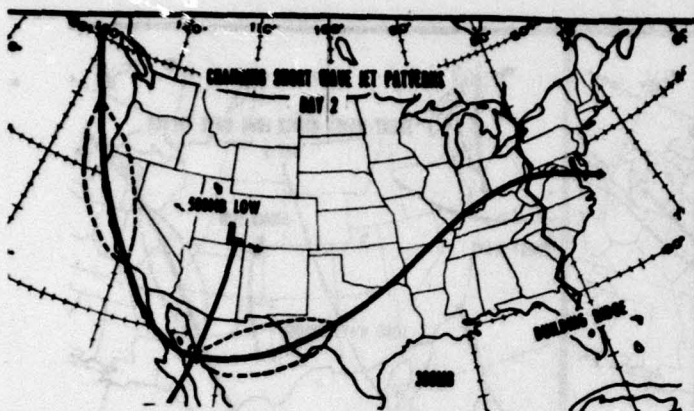 CHANGING SHORT WAVE JET PATTERNS
DAY 2
500MB LOW
L
BUILDING RIDGE
300MB